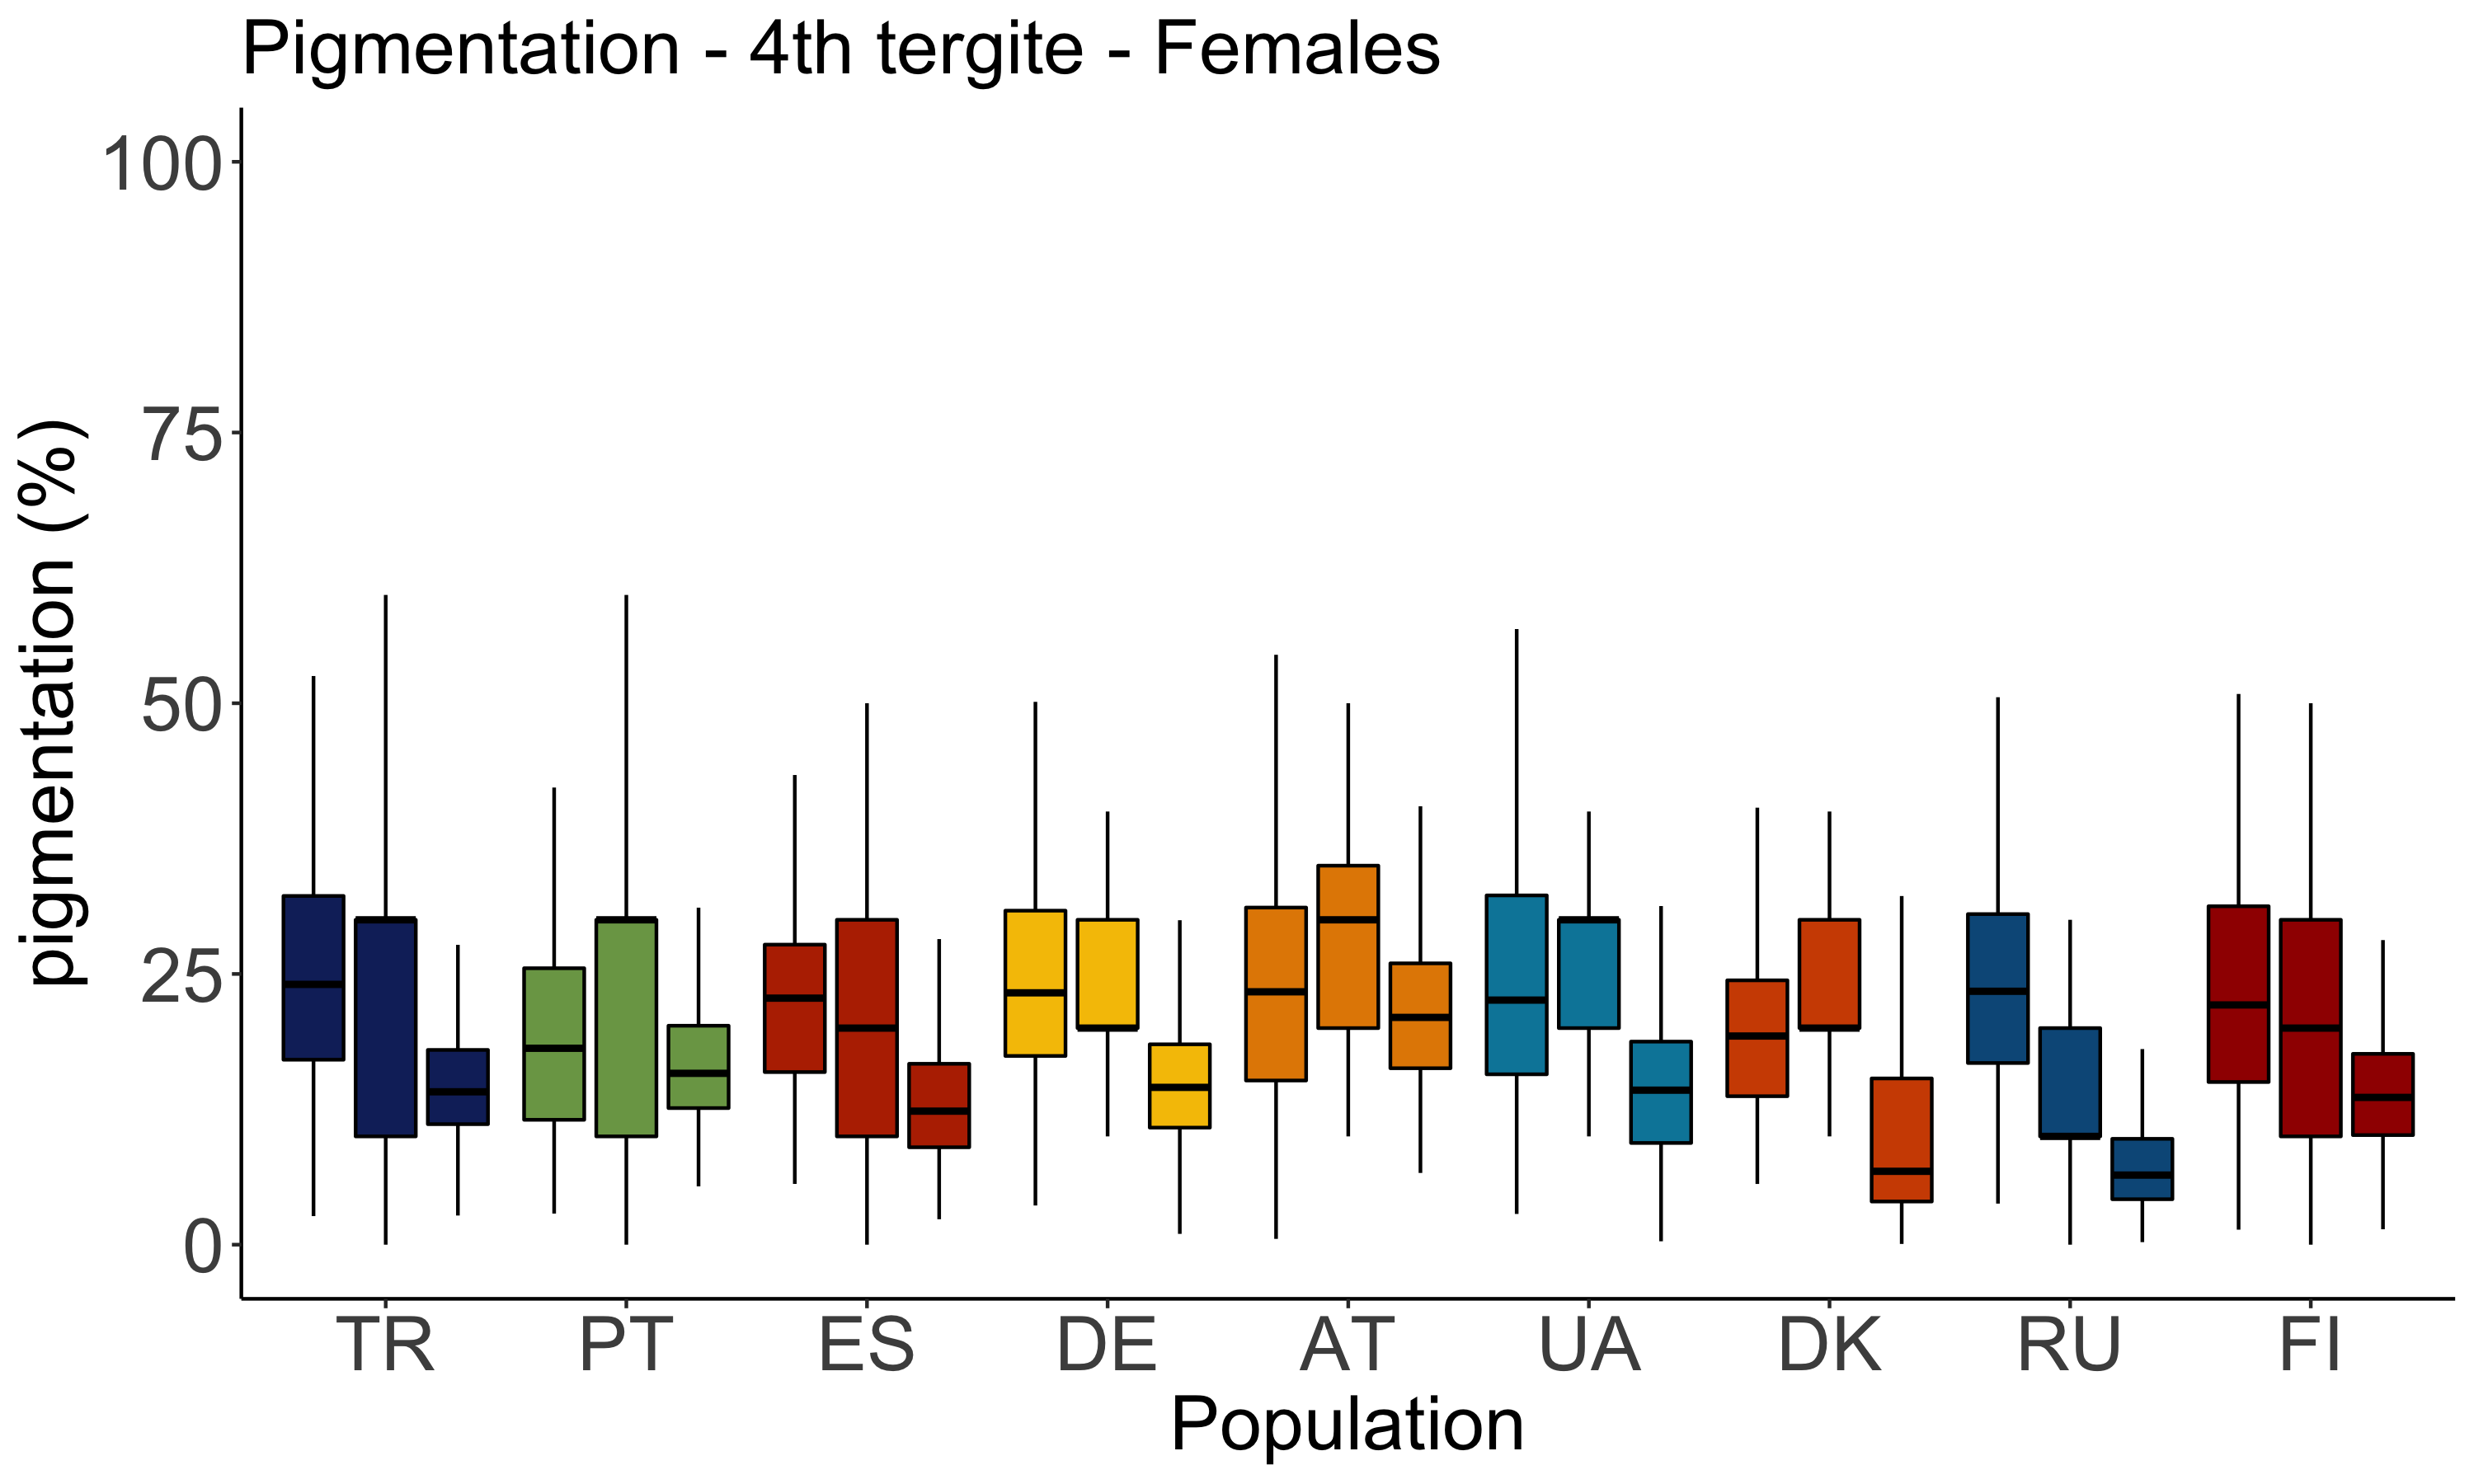 Pigmentation - 4th tergite - Females
100
75
50
25
0
pigmentation (%)
TR PT ES DE AT UA DK RU FI
Population